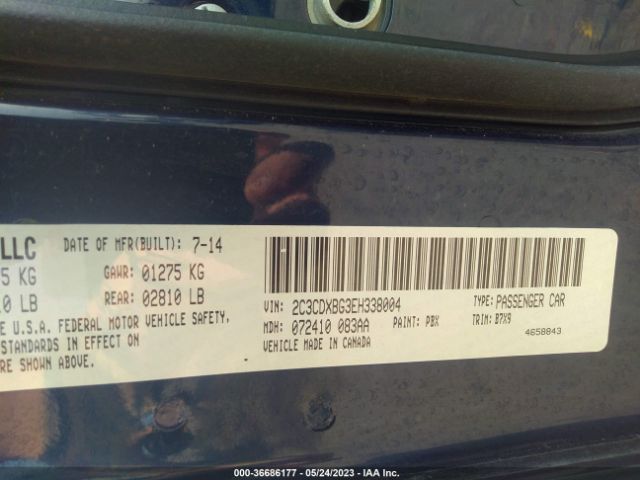 LLC DATE OF MFR(BUILT): 7-14
5 KG GAWR: 01275 KG
0 LB REAR: 02810 LB
E U.S.A. FEDERAL MOTOR VEHICLE SAFETY,
STANDARDS IN EFFECT ON
RE SHOWN ABOVE.
VIN: 2C3CDXBG3EH338004 TYPE: PASSENGER CAR
MDH: 072410 083AA PAINT: PBX TRIM: B7X9
VEHICLE MADE IN CANADA 4658843
000-36686177 - 05/24/2023 - IAA Inc.